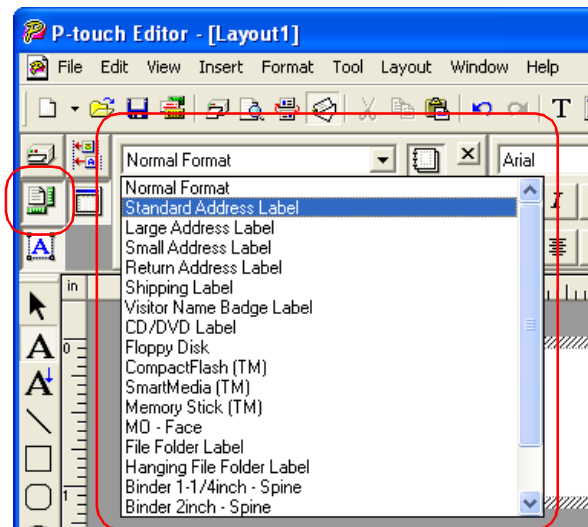 P-touch Editor - [Layout1]
File Edit View Insert Format Tool Layout Window Help
T
Normal Format
Arial
Normal Format
Standard Address Label
I
Large Address Label
Small Address Label
A
Return Address Label
Shipping Label
in
Visitor Name Badge Label
CD/DVD Label
A
0
Floppy Disk
CompactFlash (TM)
A
SmartMedia (TM)
Memory Stick (TM)
MO - Face
File Folder Label
Hanging File Folder Label
1
Binder 1-1/4inch - Spine
Binder 2inch - Spine